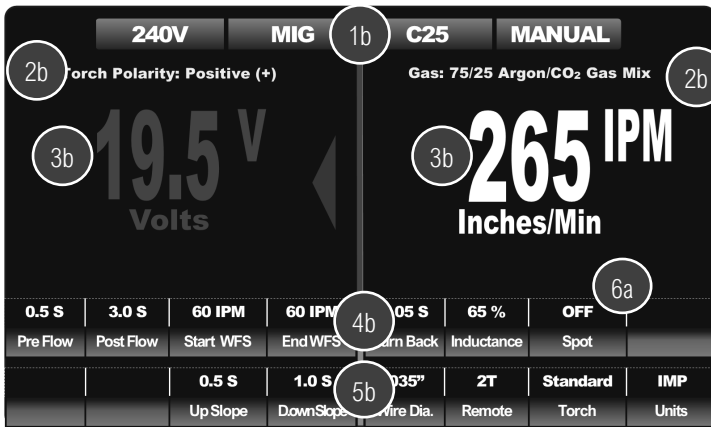 240V MIG 1b C25 MANUAL
2b Torch Polarity: Positive (+) Gas: 75/25 Argon/CO₂ Gas Mix 2b
3b 19.5 V 3b 265 IPM
Volts Inches/Min
6a
0.5 S 3.0 S 60 IPM 60 IPM 4b 05 S 65 % OFF
Pre Flow Post Flow Start WFS End WFS urn Back Inductance Spot
0.5 S 1.0 S 5b 035” 2T Standard IMP
Up Slope Down Slope Wire Dia. Remote Torch Units